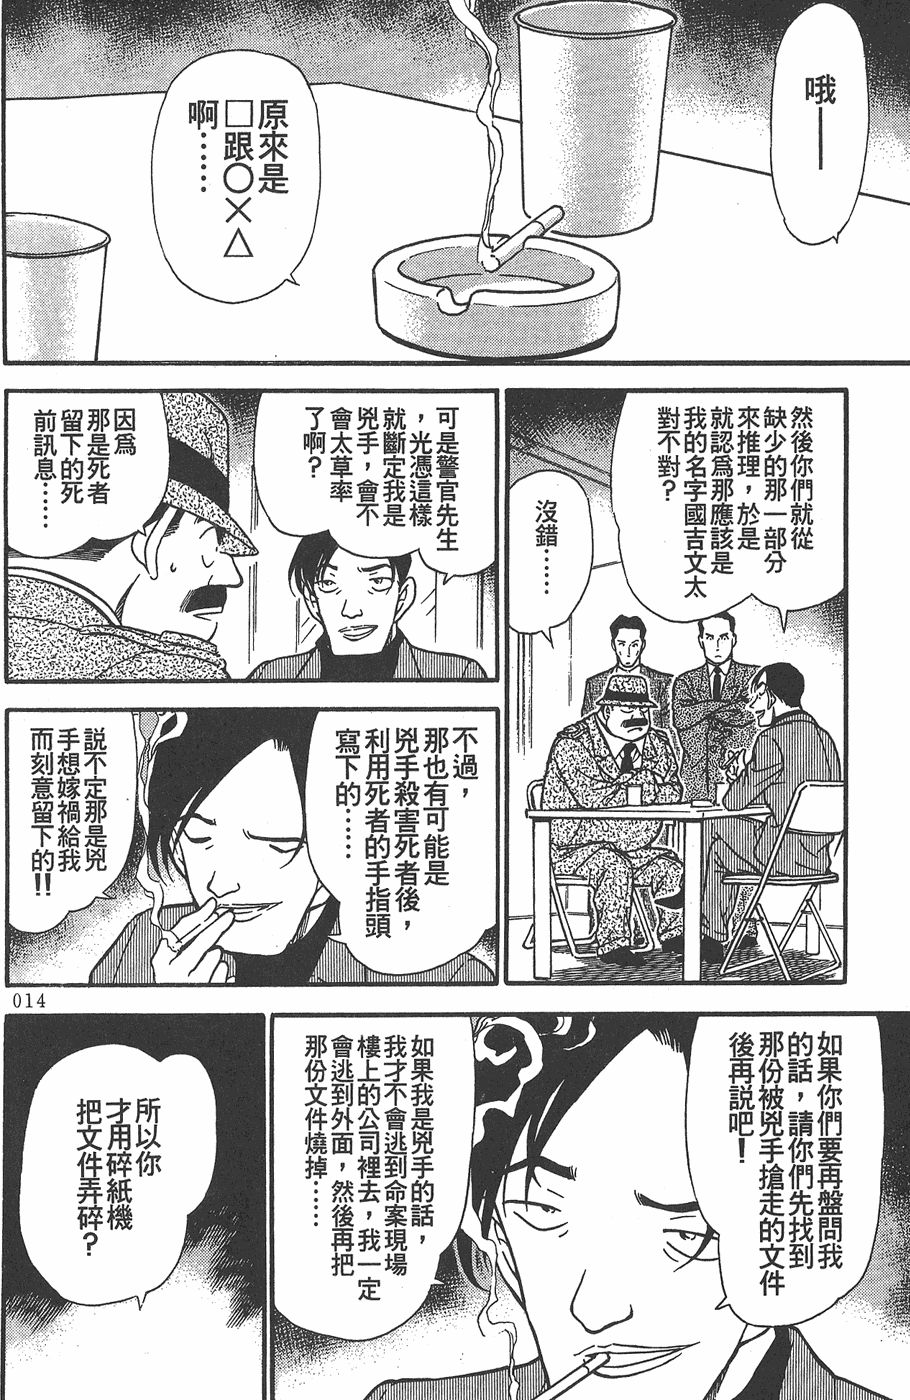 哦——
原來是
□跟○×△
啊……
然後你們就從
缺少的那一部分
來推理，於是
就認為那應該是
我的名字國吉文太
對不對？
沒錯……
可是警官先生
，光憑這樣
就斷定我是
兇手，會不
會太草率
了啊？
因為
那是死者
留下的死
前訊息……
不過，
那也有可能是
兇手殺害死者後，
利用死者的手指頭
寫下的……
說不定那是兇
手想嫁禍給我
而刻意留下的!!
014
如果你們要再盤問我
的話，請你們先找到
那份被兇手搶走的文件
後再說吧！
如果我是兇手的話，
我才不會逃到命案現場
樓上的公司裡去，我一定
會逃到外面，然後再把
那份文件燒掉……
所以你
才用碎紙機
把文件弄碎？